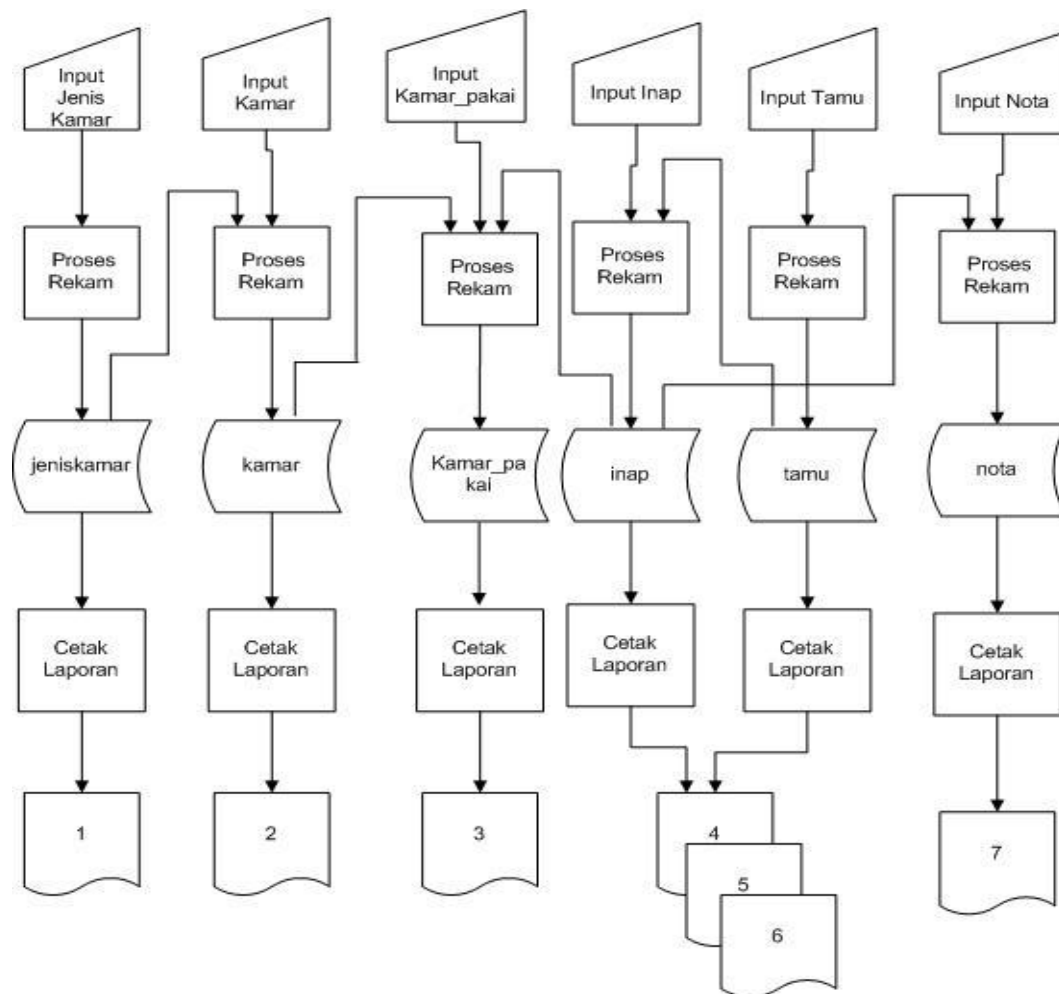 Input
Jenis
Kamar
Input
Kamar
Input
Kamar_pakai
Input Inap
Input Tamu
Input Nota
Proses
Rekam
Proses
Rekam
Proses
Rekam
Proses
Rekam
Proses
Rekam
Proses
Rekam
jeniskamar
kamar
Kamar_pa
kai
inap
tamu
nota
Cetak
Laporan
Cetak
Laporan
Cetak
Laporan
Cetak
Laporan
Cetak
Laporan
Cetak
Laporan
1
2
3
4
5
6
7